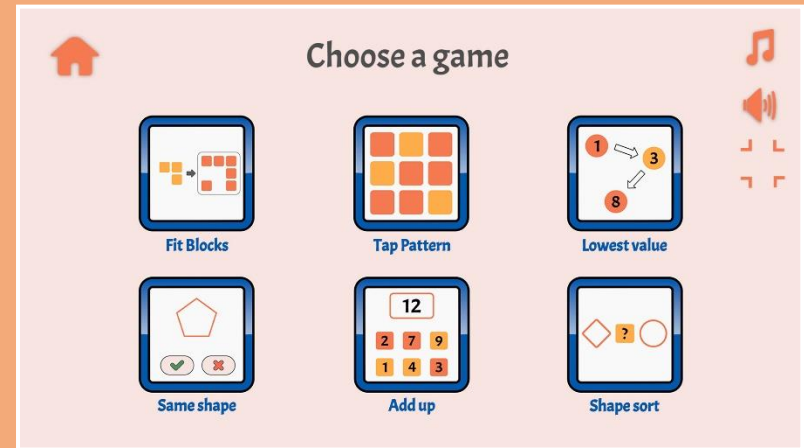 Choose a game
1
3
8
Fit Blocks
Tap Pattern
Lowest value
12
2 7 9
1 4 3
?
Same shape
Add up
Shape sort